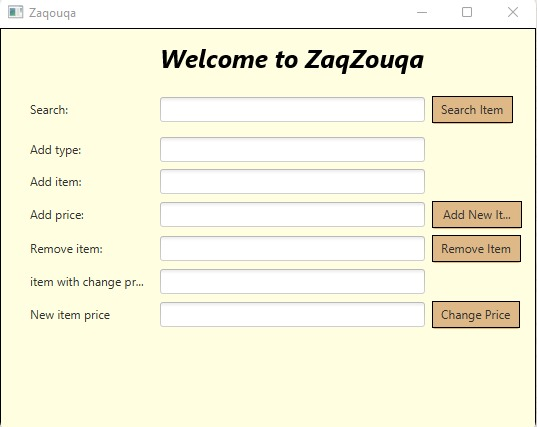 Zaqouqa
Welcome to ZaqZouqa
Search:
Search Item
Add type:
Add item:
Add price:
Add New It...
Remove item:
Remove Item
item with change pr...
New item price
Change Price